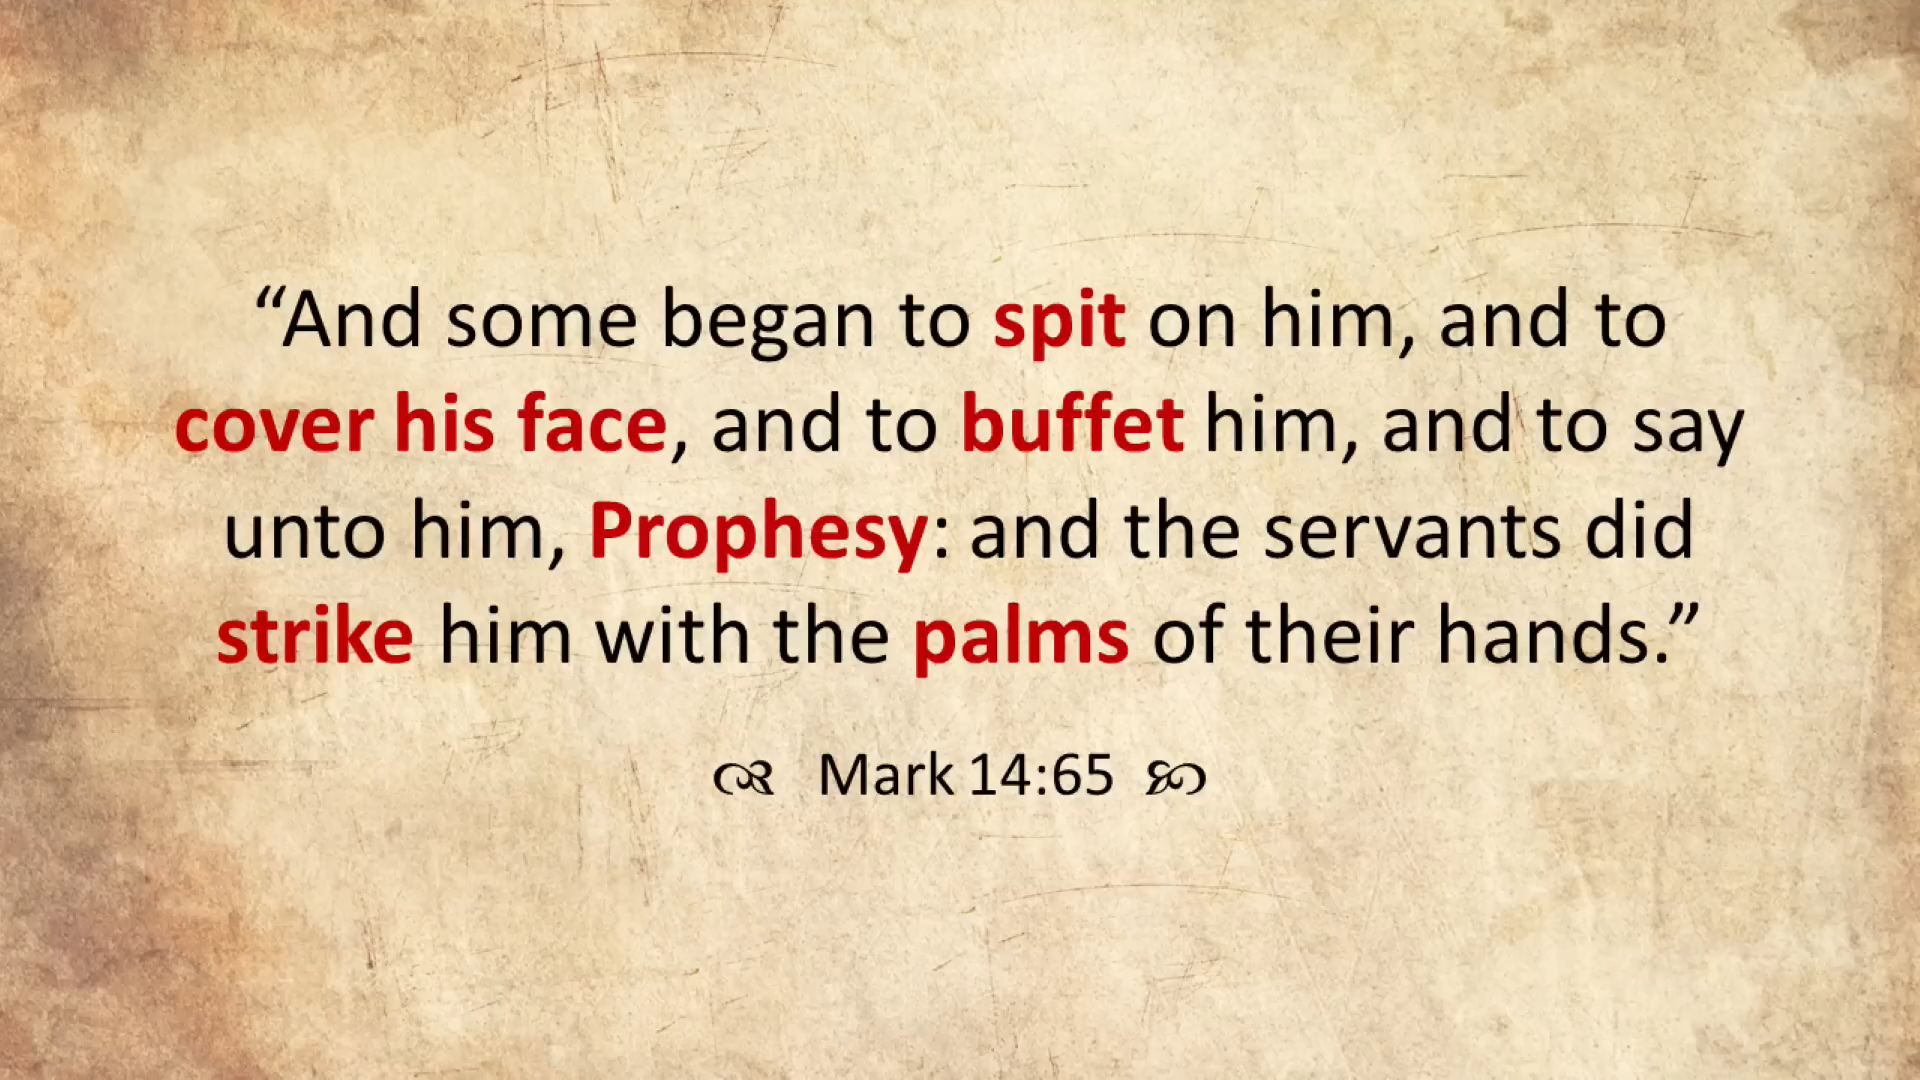 “And some began to spit on him, and to
cover his face, and to buffet him, and to say
unto him, Prophesy: and the servants did
strike him with the palms of their hands.”
Mark 14:65